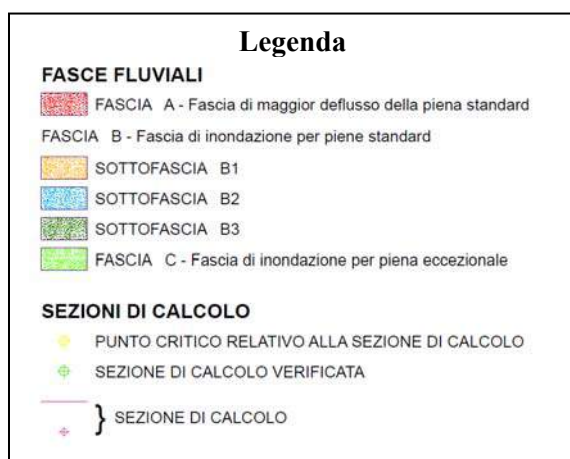 Legenda
FASCE FLUVIALI
FASCIA A - Fascia di maggior deflusso della piena standard
FASCIA B - Fascia di inondazione per piene standard
SOTTOFASCIA B1
SOTTOFASCIA B2
SOTTOFASCIA B3
FASCIA C - Fascia di inondazione per piena eccezionale
SEZIONI DI CALCOLO
PUNTO CRITICO RELATIVO ALLA SEZIONE DI CALCOLO
SEZIONE DI CALCOLO VERIFICATA
} SEZIONE DI CALCOLO